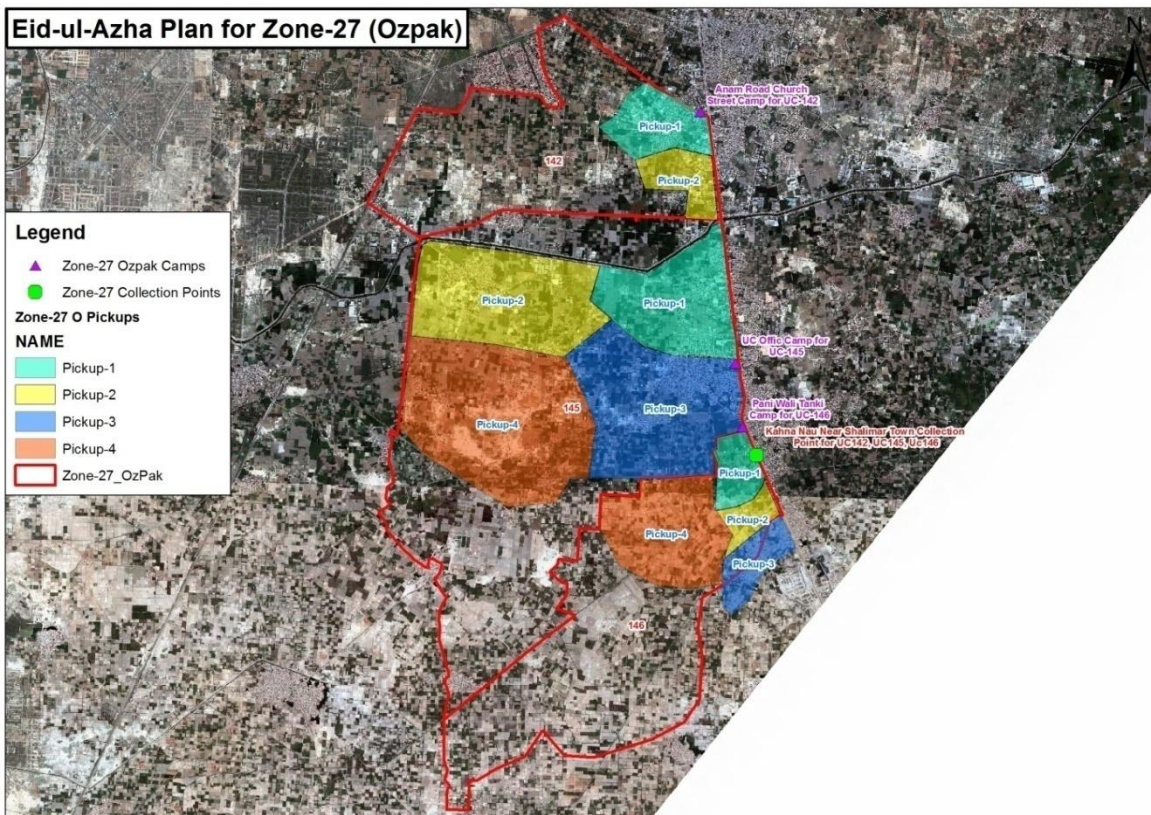 Eid-ul-Azha Plan for Zone-27 (Ozpak)
N
Anam Road Church
Street Camp for UC-142
Pickup-1
142
Pickup-2
Legend
Zone-27 Ozpak Camps
Zone-27 Collection Points
Zone-27 O Pickups
NAME
Pickup-1
Pickup-2
Pickup-3
Pickup-4
Zone-27_OzPak
Pickup-2
Pickup-1
UC Offic Camp for
UC-145
145
Pickup-3
Pickup-4
Pani Wali Tanki
Camp for UC-146
Kahna Nau Near Shalimar Town Collection
Point for UC142, UC145, Uc146
Pickup-1
Pickup-2
Pickup-4
Pickup-3
146